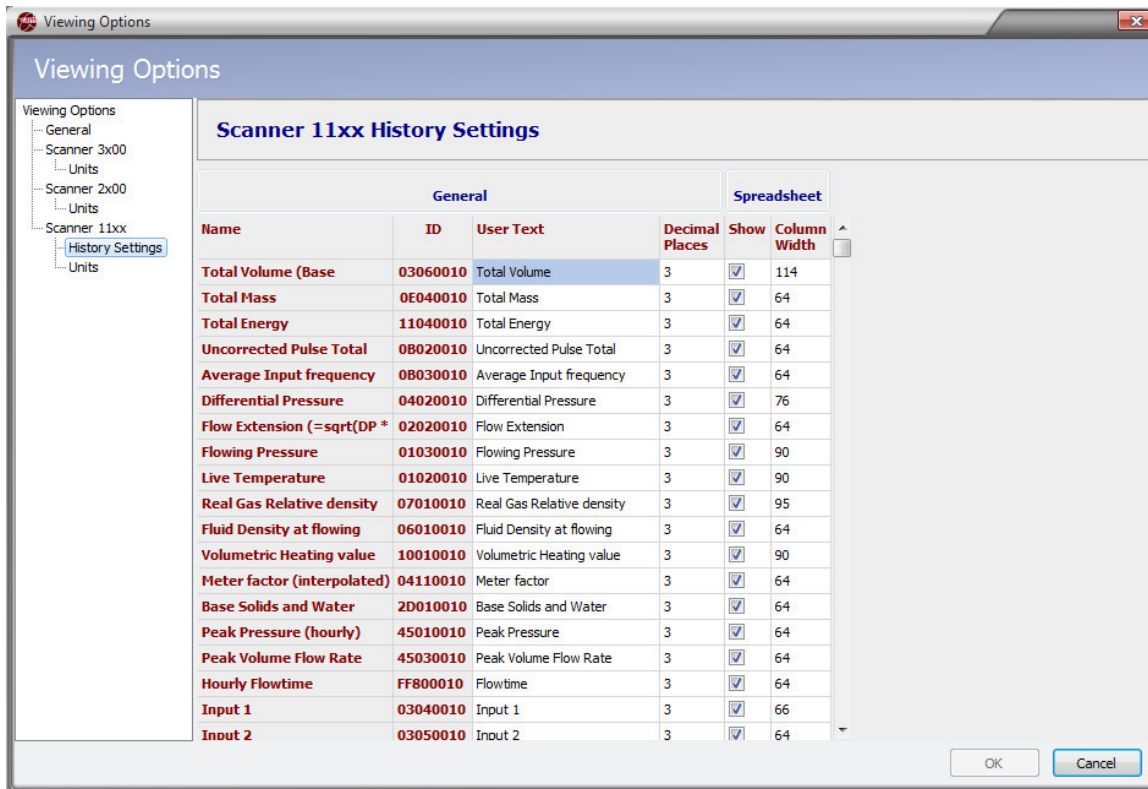 Viewing Options
Viewing Options
Viewing Options
General
Scanner 3x00
Units
Scanner 2x00
Units
Scanner 11xx
History Settings
Units
Scanner 11xx History Settings
General Spreadsheet
Name ID User Text Decimal Places Show Column Width
Total Volume (Base 03060010 Total Volume 3 114
Total Mass 0E040010 Total Mass 3 64
Total Energy 11040010 Total Energy 3 64
Uncorrected Pulse Total 0B020010 Uncorrected Pulse Total 3 64
Average Input frequency 0B030010 Average Input frequency 3 64
Differential Pressure 04020010 Differential Pressure 3 76
Flow Extension (=sqrt(DP * 02020010 Flow Extension 3 64
Flowing Pressure 01030010 Flowing Pressure 3 90
Live Temperature 01020010 Live Temperature 3 90
Real Gas Relative density 07010010 Real Gas Relative density 3 95
Fluid Density at flowing 06010010 Fluid Density at flowing 3 64
Volumetric Heating value 10010010 Volumetric Heating value 3 90
Meter factor (interpolated) 04110010 Meter factor 3 64
Base Solids and Water 2D010010 Base Solids and Water 3 64
Peak Pressure (hourly) 45010010 Peak Pressure 3 64
Peak Volume Flow Rate 45030010 Peak Volume Flow Rate 3 64
Hourly Flowtime FF800010 Flowtime 3 64
Input 1 03040010 Input 1 3 66
Input 2 03050010 Input 2 3 64
OK Cancel